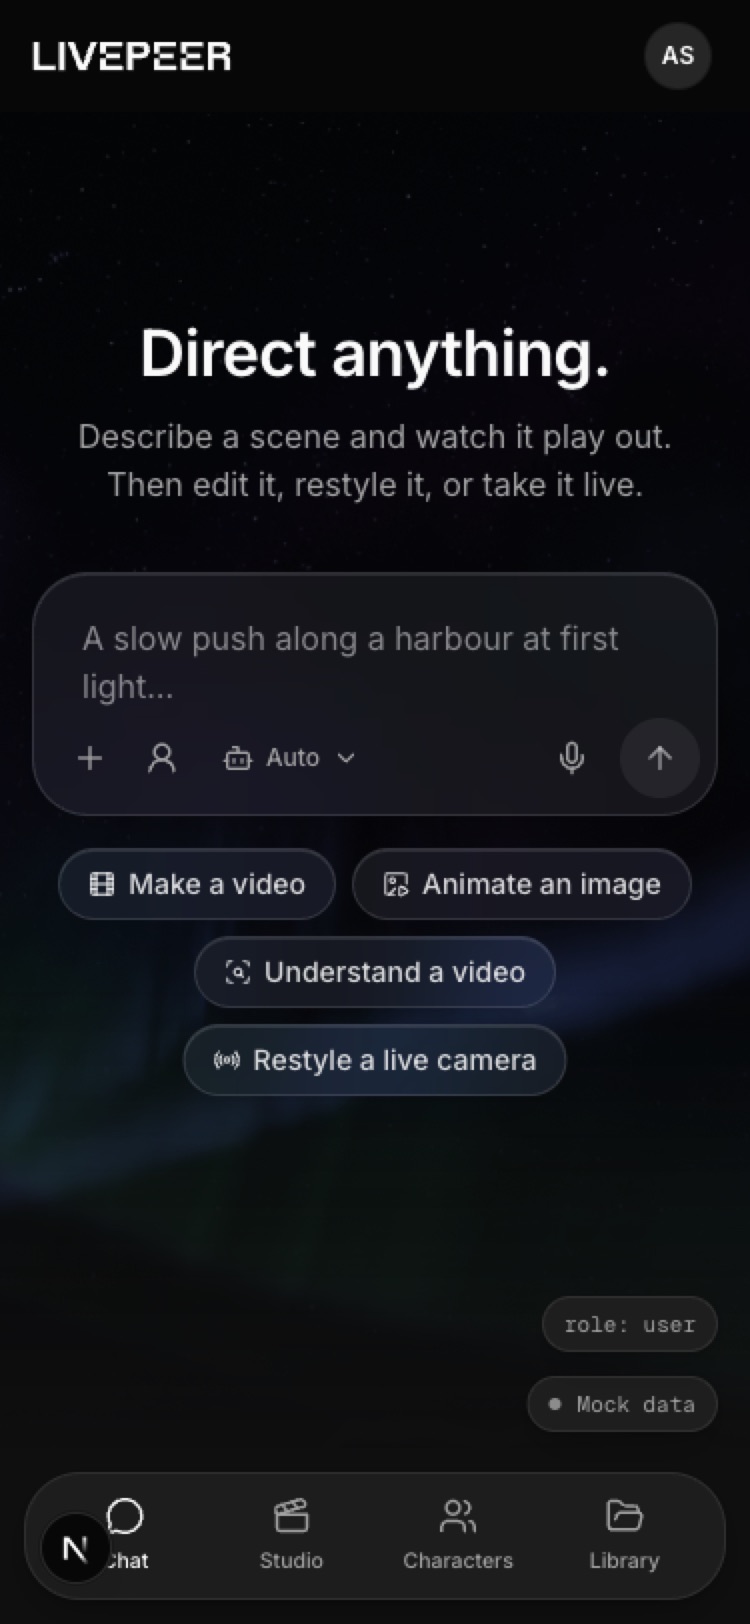 LIVEPEER
AS
Direct anything.
Describe a scene and watch it play out.
Then edit it, restyle it, or take it live.
A slow push along a harbour at first
light...
Auto
Make a video
Animate an image
Understand a video
Restyle a live camera
role: user
Mock data
N
Chat
Studio
Characters
Library